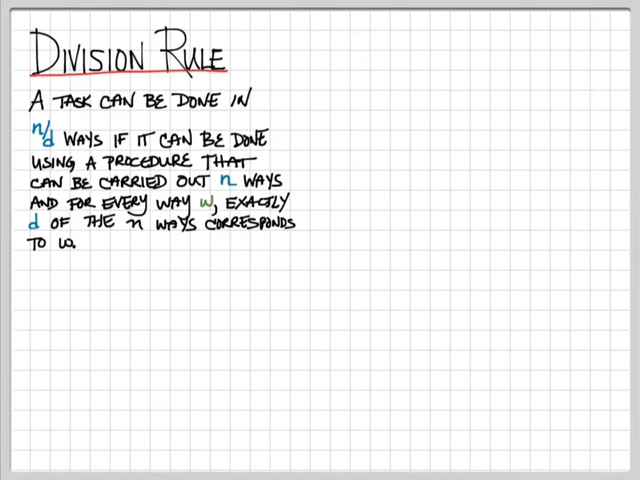 DIVISION RULE
A TASK CAN BE DONE IN
n/d WAYS IF IT CAN BE DONE
USING A PROCEDURE THAT
CAN BE CARRIED OUT n WAYS
AND FOR EVERY WAY w, EXACTLY
d OF THE n WAYS CORRESPONDS
TO w.